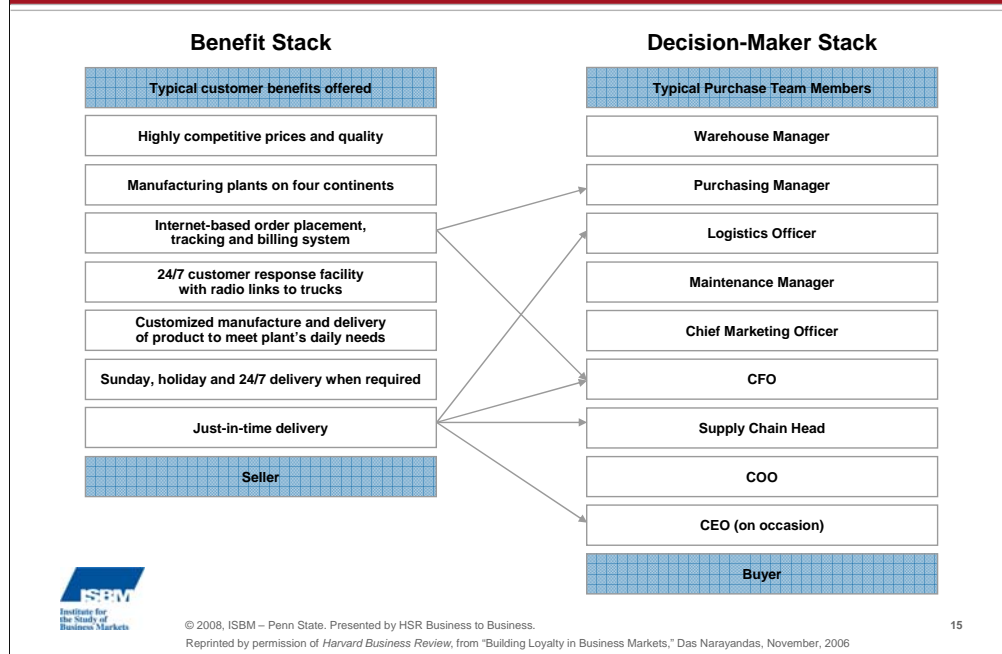 Benefit Stack
Typical customer benefits offered
Highly competitive prices and quality
Manufacturing plants on four continents
Internet-based order placement,
tracking and billing system
24/7 customer response facility
with radio links to trucks
Customized manufacture and delivery
of product to meet plant's daily needs
Sunday, holiday and 24/7 delivery when required
Just-in-time delivery
Seller
Decision-Maker Stack
Typical Purchase Team Members
Warehouse Manager
Purchasing Manager
Logistics Officer
Maintenance Manager
Chief Marketing Officer
CFO
Supply Chain Head
COO
CEO (on occasion)
Buyer
ISBM
Institute for
the Study of
Business Markets
© 2008, ISBM – Penn State. Presented by HSR Business to Business.
Reprinted by permission of Harvard Business Review, from "Building Loyalty in Business Markets," Das Narayandas, November, 2006
15